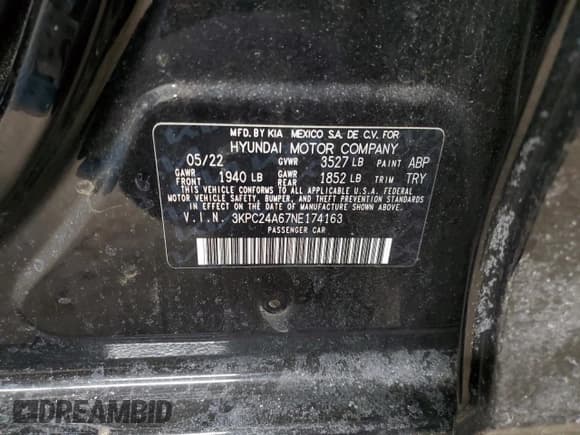 MFD. BY KIA MEXICO S.A. DE C.V. FOR
HYUNDAI MOTOR COMPANY
05/22 GVWR 3527 LB PAINT ABP
GAWR FRONT 1940 LB GAWR REAR 1852 LB TRIM TRY
THIS VEHICLE CONFORMS TO ALL APPLICABLE U.S.A. FEDERAL
MOTOR VEHICLE SAFETY, BUMPER, AND THEFT PREVENTION STANDARDS
IN EFFECT ON THE DATE OF MANUFACTURE SHOWN ABOVE.
V.I.N. 3KPC24A67NE174163
PASSENGER CAR
DREAMBID